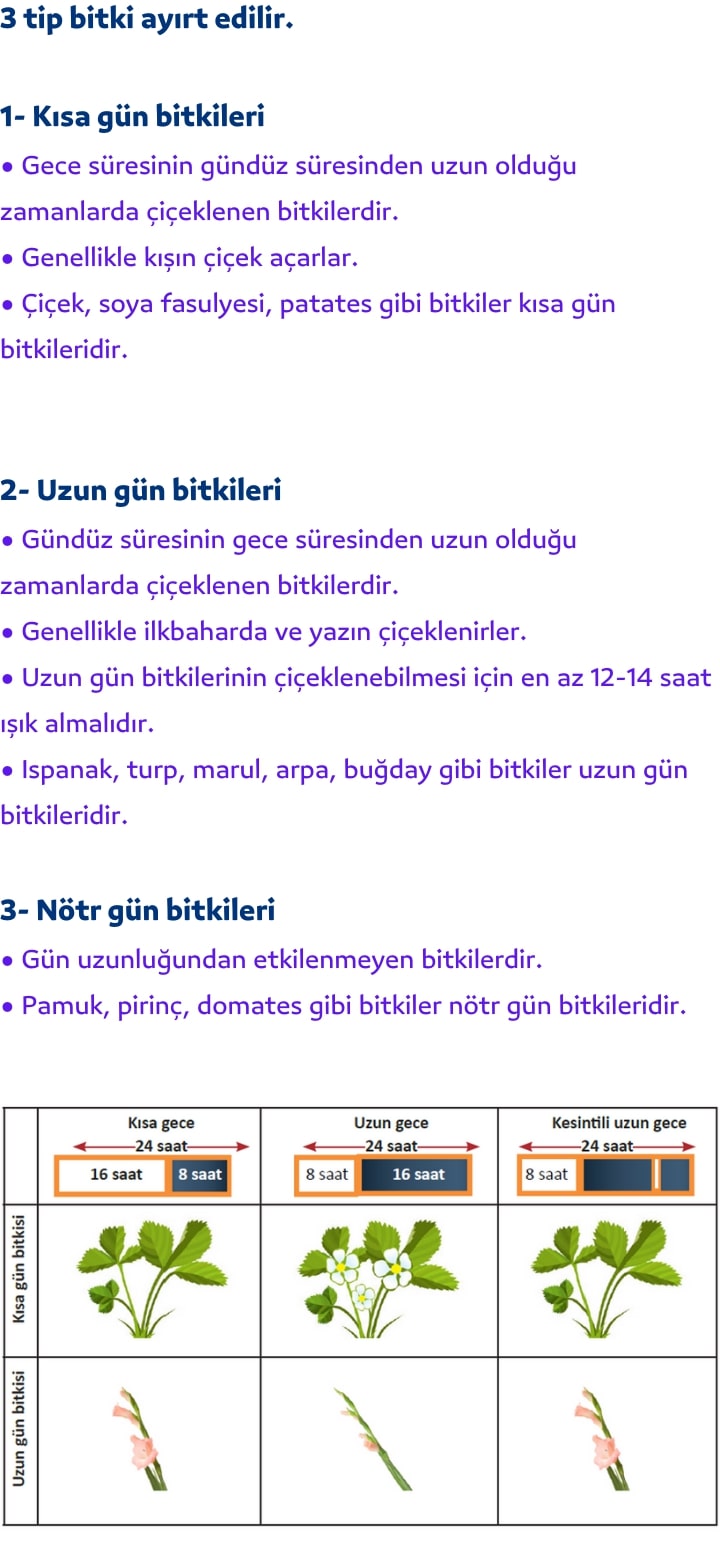 3 tip bitki ayırt edilir.
1- Kısa gün bitkileri
• Gece süresinin gündüz süresinden uzun olduğu
zamanlarda çiçeklenen bitkilerdir.
• Genellikle kışın çiçek açarlar.
• Çiçek, soya fasulyesi, patates gibi bitkiler kısa gün
bitkileridir.
2- Uzun gün bitkileri
• Gündüz süresinin gece süresinden uzun olduğu
zamanlarda çiçeklenen bitkilerdir.
• Genellikle ilkbaharda ve yazın çiçeklenirler.
• Uzun gün bitkilerinin çiçeklenebilmesi için en az 12-14 saat
ışık almalıdır.
• Ispanak, turp, marul, arpa, buğday gibi bitkiler uzun gün
bitkileridir.
3- Nötr gün bitkileri
• Gün uzunluğundan etkilenmeyen bitkilerdir.
• Pamuk, pirinç, domates gibi bitkiler nötr gün bitkileridir.
Kısa gece
24 saat
16 saat 8 saat
Uzun gece
24 saat
8 saat 16 saat
Kesintili uzun gece
24 saat
8 saat
Kısa gün bitkisi
Uzun gün bitkisi